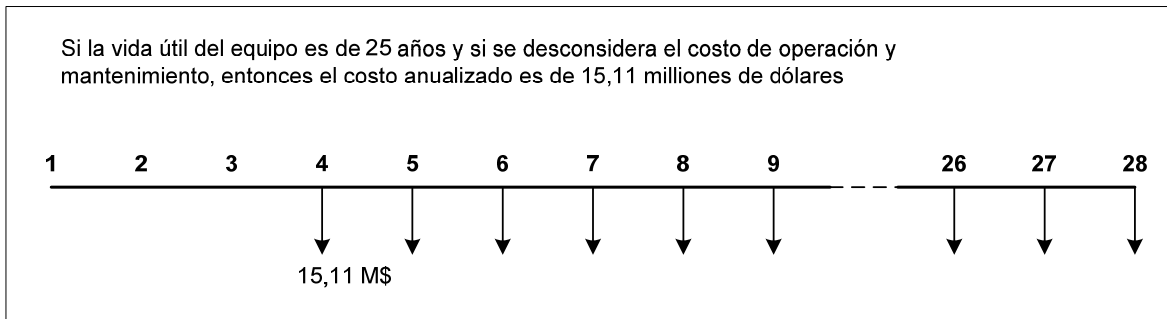 Si la vida útil del equipo es de 25 años y si se desconsidera el costo de operación y
mantenimiento, entonces el costo anualizado es de 15,11 milliones de dólares
1 2 3 4 5 6 7 8 9 26 27 28
15,11 M$